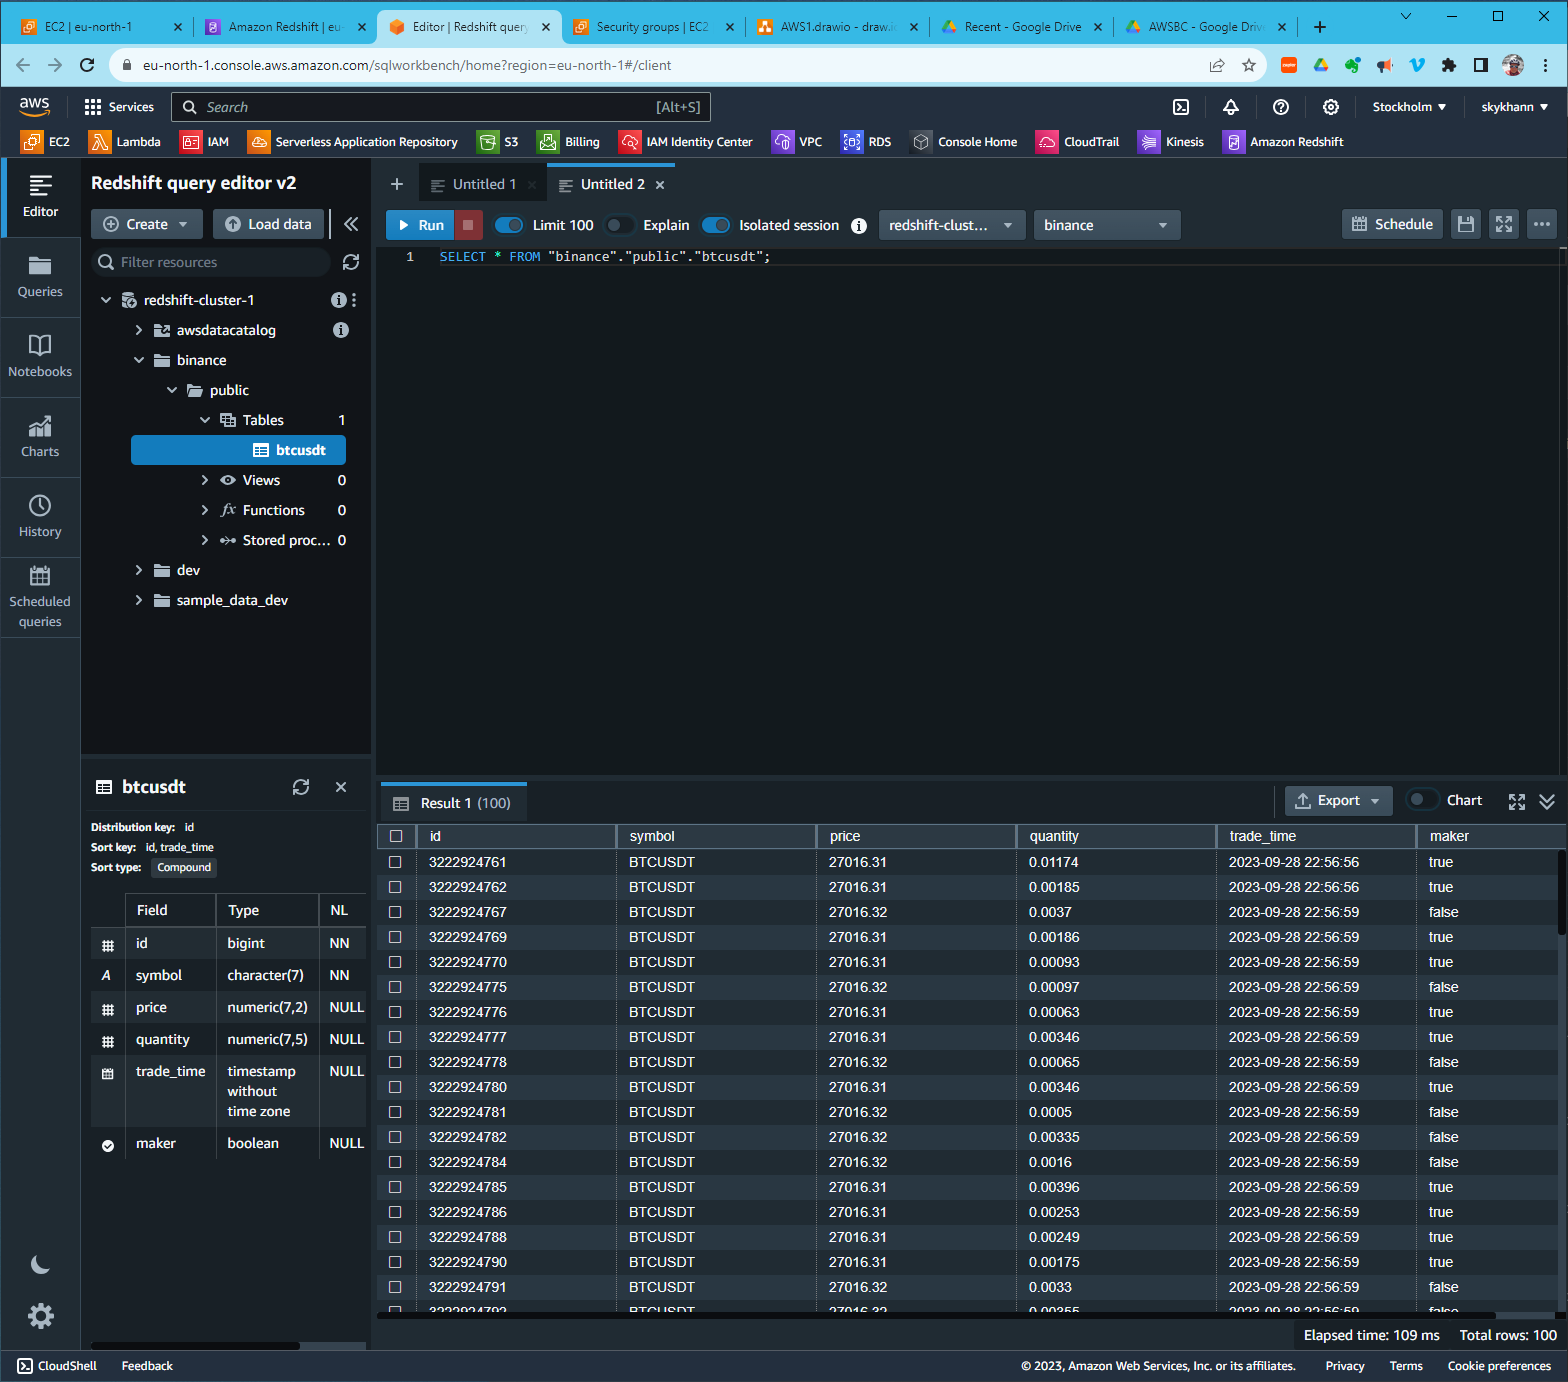 EC2 | eu-north-1
Amazon Redshift | eu-
Editor | Redshift query
Security groups | EC2
AWS1.drawio - draw.i
Recent - Google Drive
AWSBC - Google Driv
eu-north-1.console.aws.amazon.com/sqlworkbench/home?region=eu-north-1#/client
aws
Services
Search
[Alt+S]
Stockholm
skykhann
EC2
Lambda
IAM
Serverless Application Repository
S3
Billing
IAM Identity Center
VPC
RDS
Console Home
CloudTrail
Kinesis
Amazon Redshift
Editor
Queries
Notebooks
Charts
History
Scheduled
queries
Redshift query editor v2
Create
Load data
Filter resources
redshift-cluster-1
awsdatacatalog
binance
public
Tables 1
btcusdt
Views 0
Functions 0
Stored proc... 0
dev
sample_data_dev
Untitled 1
Untitled 2
Run
Limit 100
Explain
Isolated session
redshift-clust...
binance
Schedule
1 SELECT * FROM "binance"."public"."btcusdt";
btcusdt
Distribution key: id
Sort key: id, trade_time
Sort type: Compound
Field Type NL
id bigint NN
symbol character(7) NN
price numeric(7,2) NULL
quantity numeric(7,5) NULL
trade_time timestamp NULL
without
time zone
maker boolean NULL
Result 1 (100)
Export
Chart
id symbol price quantity trade_time maker
3222924761 BTCUSDT 27016.31 0.01174 2023-09-28 22:56:56 true
3222924762 BTCUSDT 27016.31 0.00185 2023-09-28 22:56:56 true
3222924767 BTCUSDT 27016.32 0.0037 2023-09-28 22:56:59 false
3222924769 BTCUSDT 27016.31 0.00186 2023-09-28 22:56:59 true
3222924770 BTCUSDT 27016.31 0.00093 2023-09-28 22:56:59 true
3222924775 BTCUSDT 27016.32 0.00097 2023-09-28 22:56:59 false
3222924776 BTCUSDT 27016.31 0.00063 2023-09-28 22:56:59 true
3222924777 BTCUSDT 27016.31 0.00346 2023-09-28 22:56:59 true
3222924778 BTCUSDT 27016.32 0.00065 2023-09-28 22:56:59 false
3222924780 BTCUSDT 27016.31 0.00346 2023-09-28 22:56:59 true
3222924781 BTCUSDT 27016.32 0.0005 2023-09-28 22:56:59 false
3222924782 BTCUSDT 27016.32 0.00335 2023-09-28 22:56:59 false
3222924784 BTCUSDT 27016.32 0.0016 2023-09-28 22:56:59 false
3222924785 BTCUSDT 27016.31 0.00396 2023-09-28 22:56:59 true
3222924786 BTCUSDT 27016.31 0.00253 2023-09-28 22:56:59 true
3222924788 BTCUSDT 27016.31 0.00249 2023-09-28 22:56:59 true
3222924790 BTCUSDT 27016.31 0.00175 2023-09-28 22:56:59 true
3222924791 BTCUSDT 27016.32 0.0033 2023-09-28 22:56:59 false
3222924792 BTCUSDT 27016.32 0.00355 2023-09-28 22:56:59 false
Elapsed time: 109 ms Total rows: 100
CloudShell
Feedback
© 2023, Amazon Web Services, Inc. or its affiliates.
Privacy
Terms
Cookie preferences